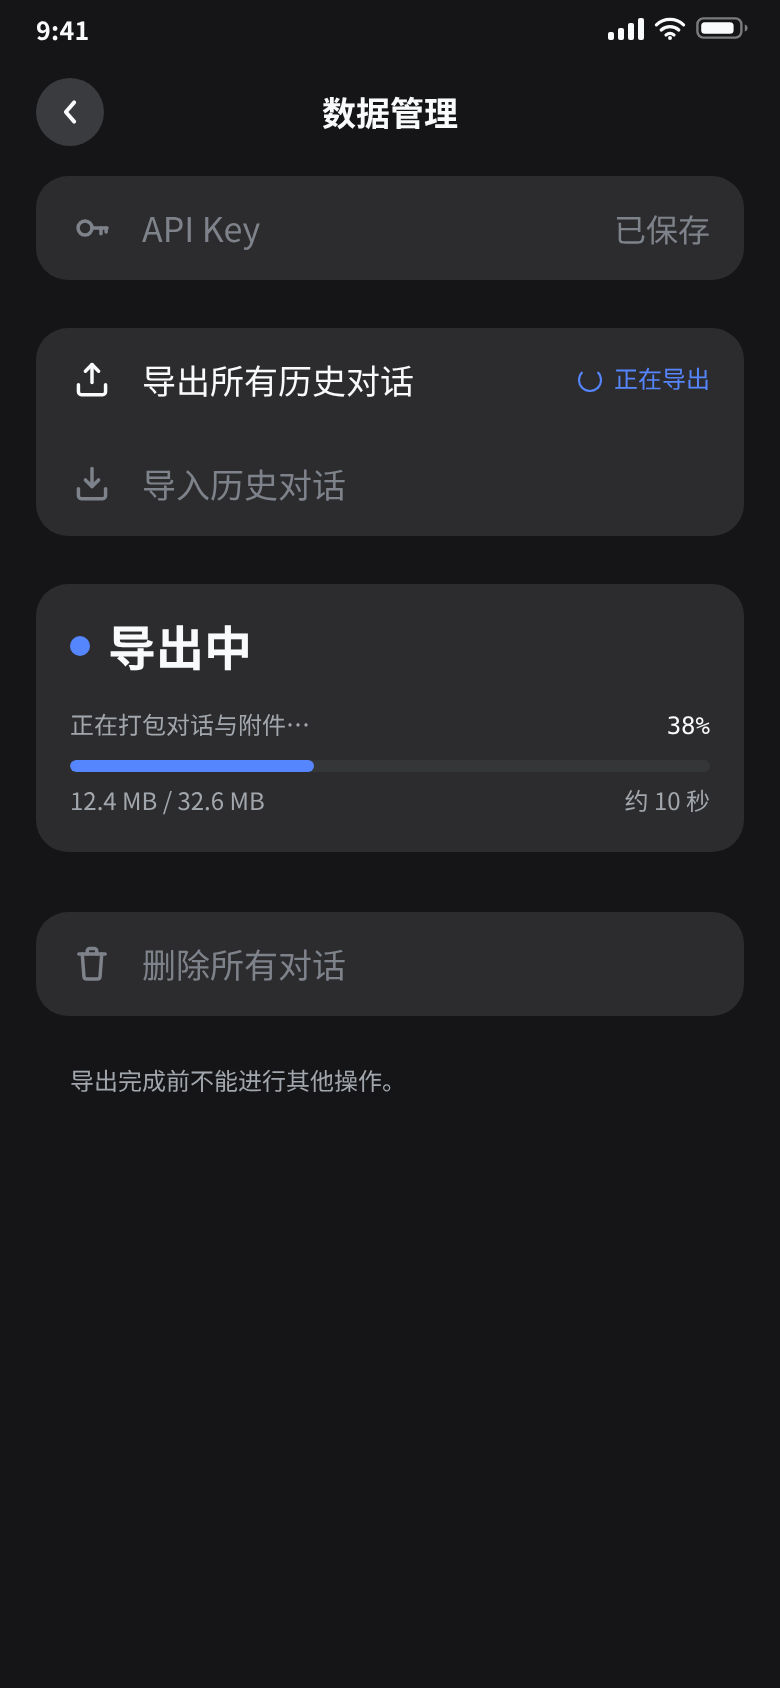 9:41
数据管理
API Key 已保存
导出所有历史对话 正在导出
导入历史对话
导出中
正在打包对话与附件… 38%
12.4 MB / 32.6 MB 约 10 秒
删除所有对话
导出完成前不能进行其他操作。